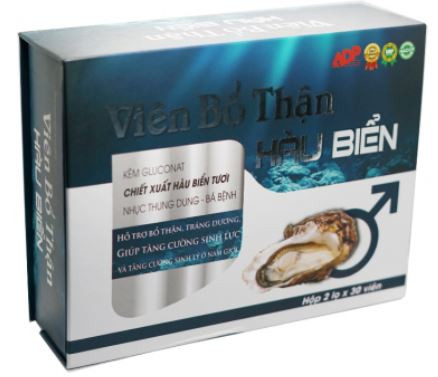 ADP
Viên Bổ Thận
HÀU BIỂN
KẼM GLUCONAT
CHIẾT XUẤT HÀU BIỂN TƯƠI
NHỤC THUNG DUNG - BÁ BỆNH
HỖ TRỢ BỔ THẬN, TRÁNG DƯƠNG,
GIÚP TĂNG CƯỜNG SINH LỰC
VÀ TĂNG CƯỜNG SINH LÝ Ở NAM GIỚI
Hộp 2 lọ x 30 viên
Viên Bổ Thận
HÀU BIỂN